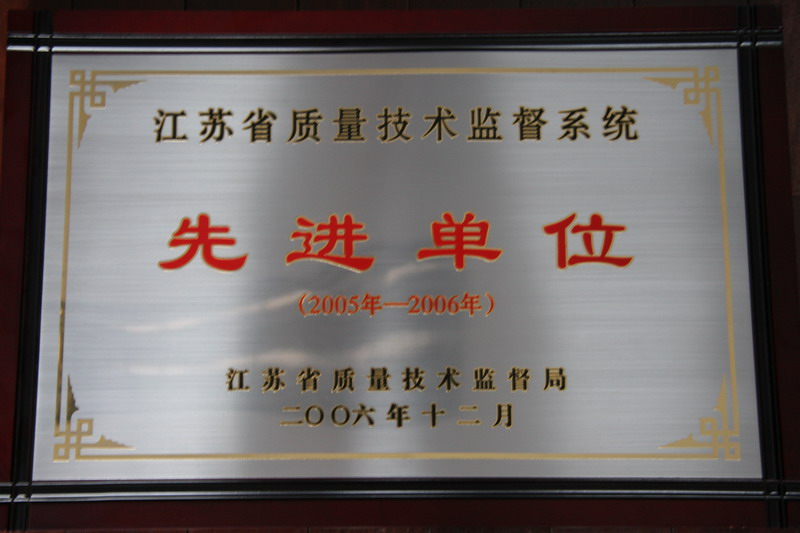 江苏省质量技术监督系统
先进单位
(2005年—2006年)
江苏省质量技术监督局
二〇〇六年十二月